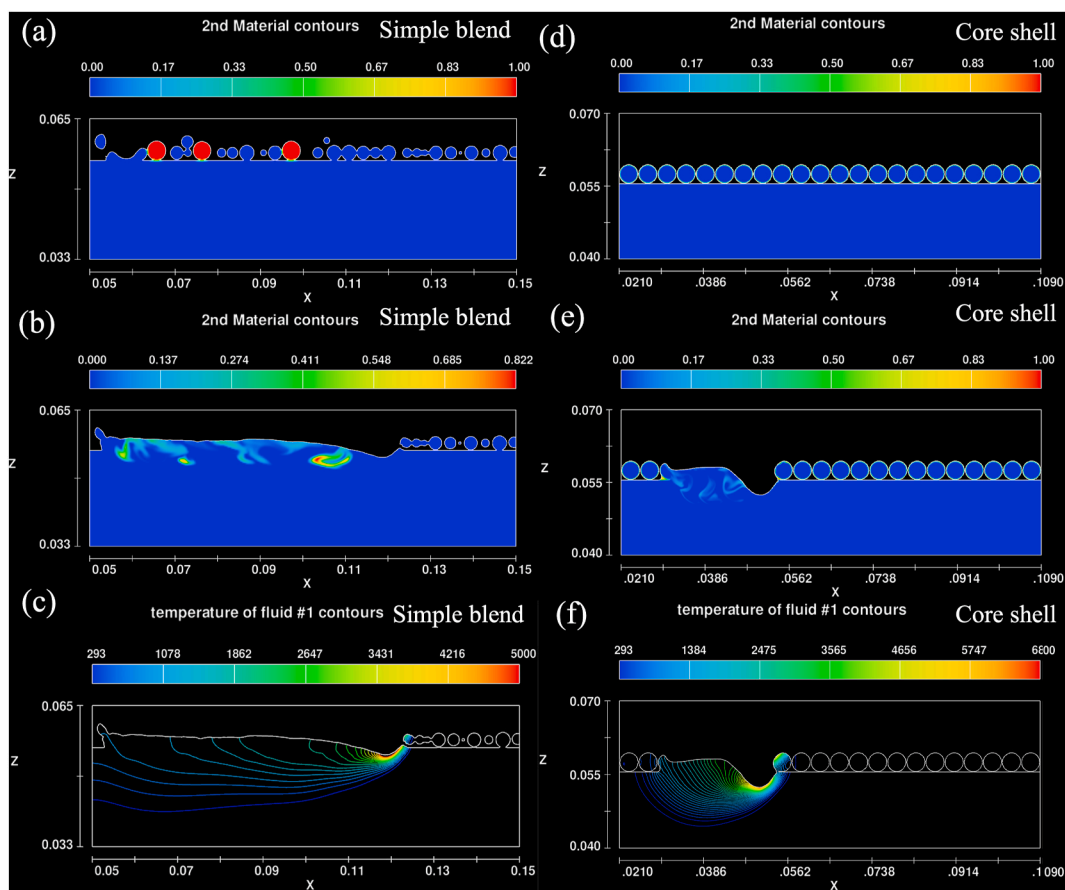 (a)
2nd Material contours
Simple blend
0.00 0.17 0.33 0.50 0.67 0.83 1.00
0.065
Z
0.033
0.05 0.07 0.09 0.11 0.13 0.15
X
(b)
2nd Material contours
Simple blend
0.000 0.137 0.274 0.411 0.548 0.685 0.822
0.065
Z
0.033
0.05 0.07 0.09 0.11 0.13 0.15
X
(c)
temperature of fluid #1 contours
Simple blend
293 1078 1862 2647 3431 4216 5000
0.065
Z
0.033
0.05 0.07 0.09 0.11 0.13 0.15
X
(d)
2nd Material contours
Core shell
0.00 0.17 0.33 0.50 0.67 0.83 1.00
0.070
Z
0.055
0.040
.0210 .0386 .0562 .0738 .0914 .1090
X
(e)
2nd Material contours
Core shell
0.00 0.17 0.33 0.50 0.67 0.83 1.00
0.070
Z
0.055
0.040
.0210 .0386 .0562 .0738 .0914 .1090
X
(f)
temperature of fluid #1 contours
Core shell
293 1384 2475 3565 4656 5747 6600
0.070
Z
0.055
0.040
.0210 .0386 .0562 .0738 .0914 .1090
X